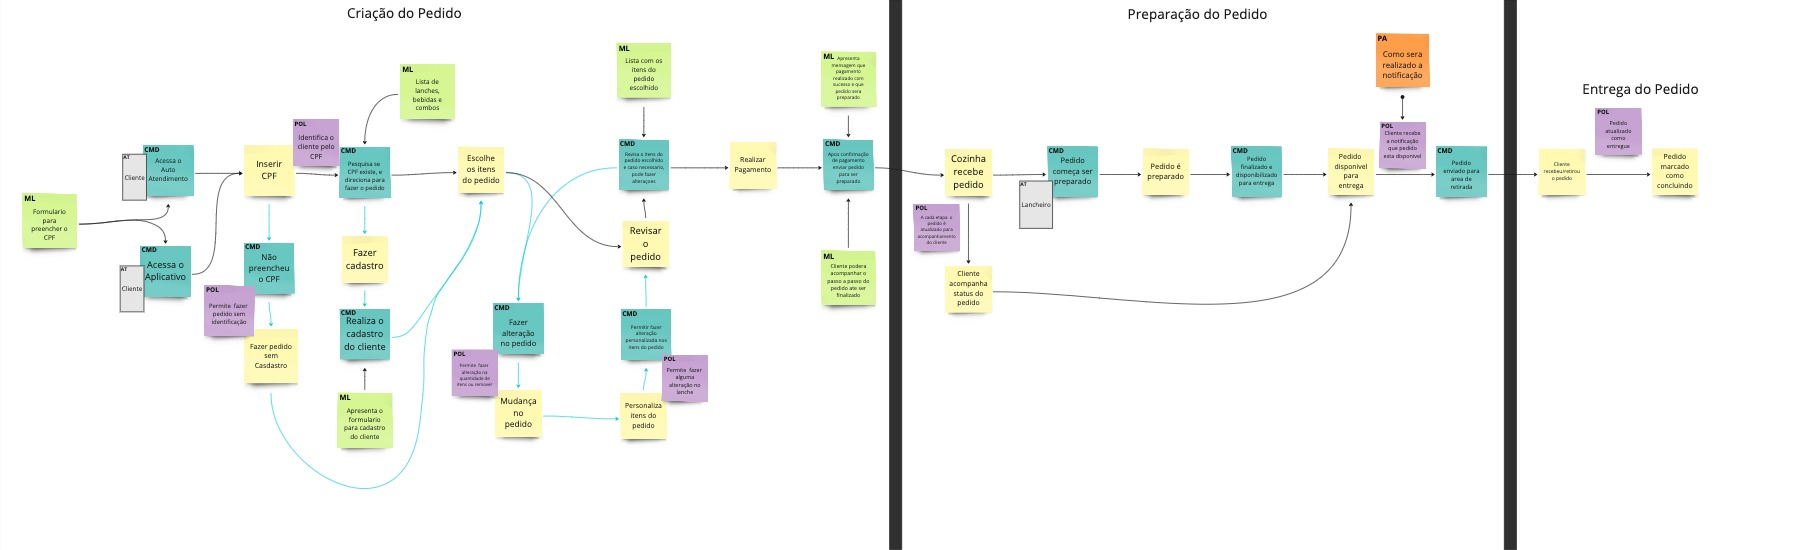 Criação do Pedido
ML
Formulario
para
preencher o
CPF
AT
Cliente
CMD
Acessa o
Auto
Atendimento
AT
Cliente
CMD
Acessa o
Aplicativo
Inserir
CPF
CMD
Não
preencheu
o CPF
POL
Permite fazer
pedido sem
identificação
Fazer pedido
sem
Casdastro
POL
Identifica o
cliente pelo
CPF
CMD
Pesquisa se
CPF existe, e
direciona para
fazer o pedido
ML
Lista de
lanches,
bebidas e
combos
Fazer
cadastro
CMD
Realiza o
cadastro
do cliente
ML
Apresenta o
formulario
para cadastro
do cliente
Escolhe
os itens
do pedido
CMD
Fazer
alteração
no pedido
POL
Permite fazer
alteração na
quantidade de
itens ou remover
Mudança
no
pedido
Personaliza
itens do
pedido
POL
Permite fazer
alguma
alteração no
lanche
CMD
Permitir fazer
alteração
personalizada nos
itens do pedido
Revisar
o
pedido
CMD
Revisa s itens do
pedido escolhido
e caso necessario,
pode fazer
alterações
ML
Lista com os
itens do
pedido
escolhido
Realizar
Pagamento
CMD
Apos confirmação
de pagamento
enviar pedido para
ser preparado
ML
Apresenta
mensagem que
pagamento
realizado com
sucesso e que
pedido sera
preparado
ML
Cliente podera
acompanhar o
passo a passo do
pedido ate ser
finalizado
Preparação do Pedido
Cozinha
recebe
pedido
POL
A cada etapa o
pedido é
atualizado para
acompanhamento
do cliente
Cliente
acompanha
status do
pedido
AT
Lancheiro
CMD
Pedido
começa ser
preparado
Pedido é
preparado
CMD
Pedido
finalizado e
disponibilizado
para entrega
Pedido
disponivel
para
entrega
PA
Como sera
realizado a
notificação
POL
Cliente recebe
a notificação
que pedido
esta disponivel
CMD
Pedido
enviado para
area de
retirada
Entrega do Pedido
Cliente
recebeu/retirou
o pedido
POL
Pedido
atualizado
como
entregue
Pedido
marcado
como
concluindo